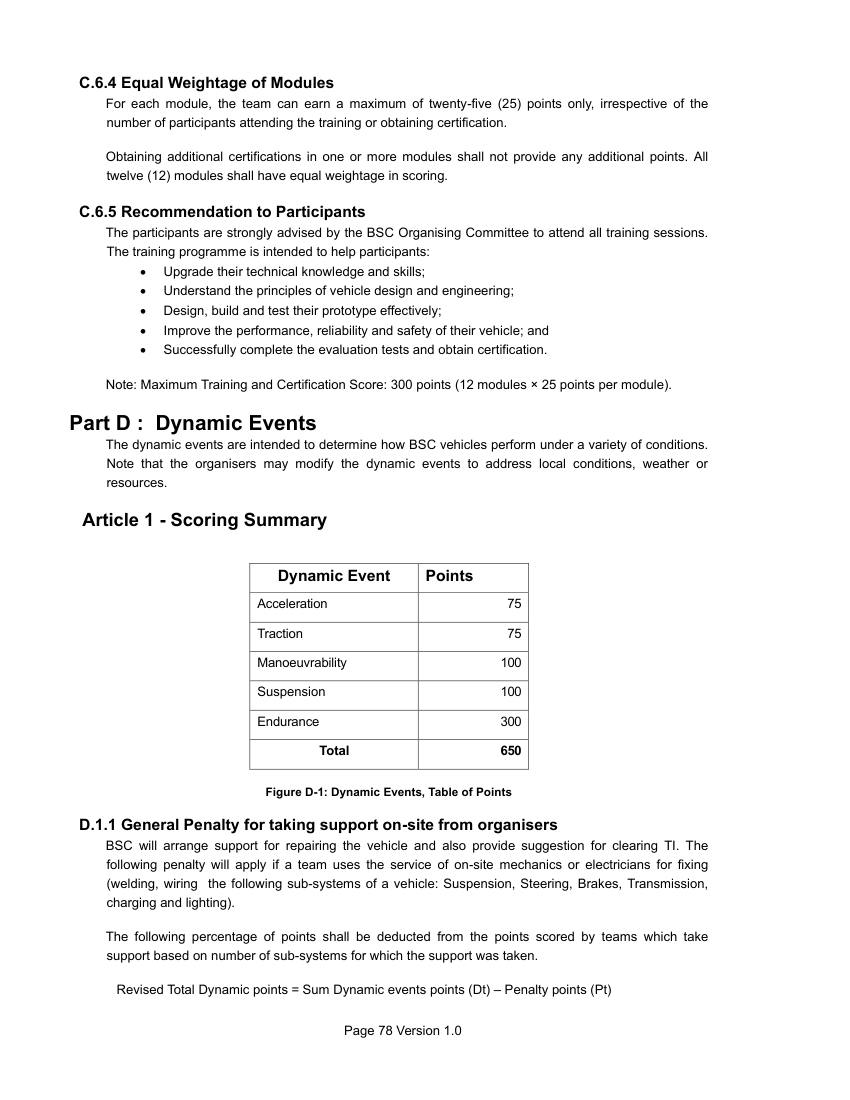 C.6.4 Equal Weightage of Modules
For each module, the team can earn a maximum of twenty-five (25) points only, irrespective of the
number of participants attending the training or obtaining certification.
Obtaining additional certifications in one or more modules shall not provide any additional points. All
twelve (12) modules shall have equal weightage in scoring.
C.6.5 Recommendation to Participants
The participants are strongly advised by the BSC Organising Committee to attend all training sessions.
The training programme is intended to help participants:
• Upgrade their technical knowledge and skills;
• Understand the principles of vehicle design and engineering;
• Design, build and test their prototype effectively;
• Improve the performance, reliability and safety of their vehicle; and
• Successfully complete the evaluation tests and obtain certification.
Note: Maximum Training and Certification Score: 300 points (12 modules × 25 points per module).
Part D : Dynamic Events
The dynamic events are intended to determine how BSC vehicles perform under a variety of conditions.
Note that the organisers may modify the dynamic events to address local conditions, weather or
resources.
Article 1 - Scoring Summary
Dynamic Event Points
Acceleration 75
Traction 75
Manoeuvrability 100
Suspension 100
Endurance 300
Total 650
Figure D-1: Dynamic Events, Table of Points
D.1.1 General Penalty for taking support on-site from organisers
BSC will arrange support for repairing the vehicle and also provide suggestion for clearing TI. The
following penalty will apply if a team uses the service of on-site mechanics or electricians for fixing
(welding, wiring the following sub-systems of a vehicle: Suspension, Steering, Brakes, Transmission,
charging and lighting).
The following percentage of points shall be deducted from the points scored by teams which take
support based on number of sub-systems for which the support was taken.
Revised Total Dynamic points = Sum Dynamic events points (Dt) – Penalty points (Pt)
Page 78 Version 1.0